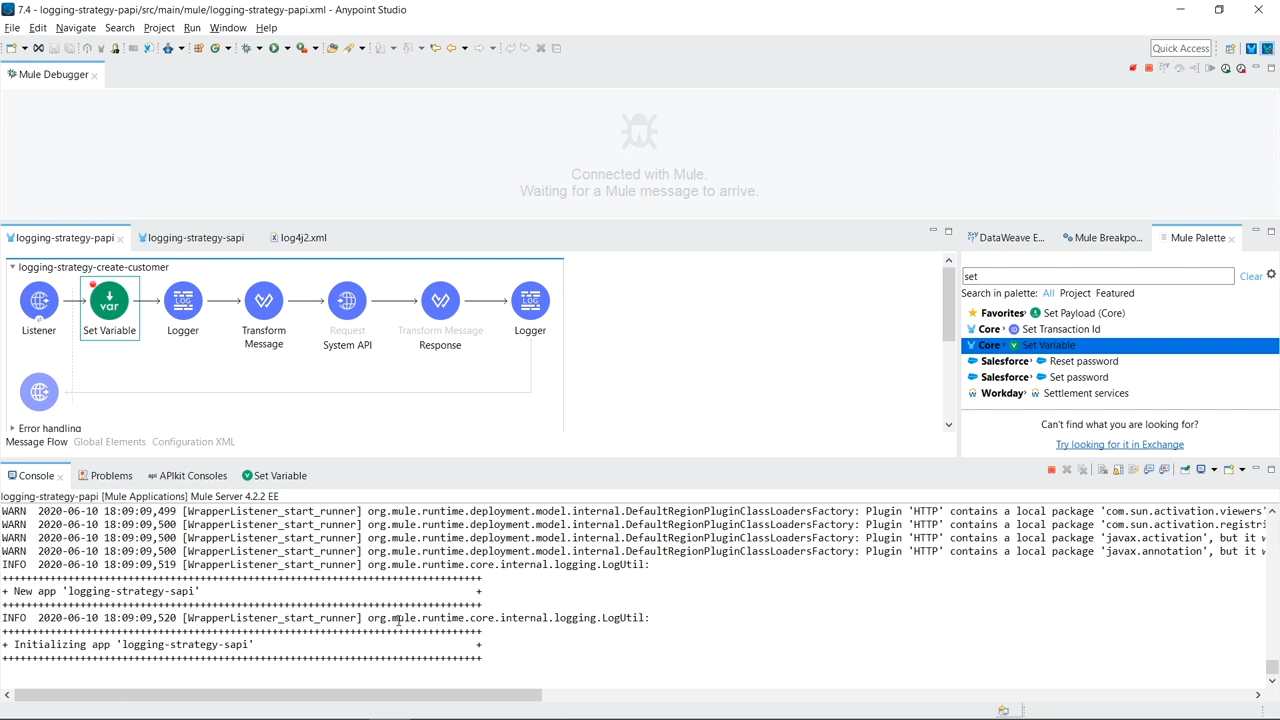 7.4 - logging-strategy-papi/src/main/mule/logging-strategy-papi.xml - Anypoint Studio
File Edit Navigate Search Project Run Window Help
Quick Access
Mule Debugger
Connected with Mule.
Waiting for a Mule message to arrive.
logging-strategy-papi logging-strategy-sapi log4j2.xml
logging-strategy-create-customer
Listener Set Variable Logger Transform Message Request System API Transform Message Response Logger
Error handling
Message Flow Global Elements Configuration XML
DataWeave E... Mule Breakpo... Mule Palette
set
Clear
Search in palette: All Project Featured
Favorites Set Payload (Core)
Core Set Transaction Id
Core Set Variable
Salesforce Reset password
Salesforce Set password
Workday Settlement services
Can't find what you are looking for?
Try looking for it in Exchange
Console Problems api APIkit Consoles Set Variable
logging-strategy-papi [Mule Applications] Mule Server 4.2.2 EE
WARN 2020-06-10 18:09:09,499 [WrapperListener_start_runner] org.mule.runtime.deployment.model.internal.DefaultRegionPluginClassLoadersFactory: Plugin 'HTTP' contains a local package 'com.sun.activation.viewers'
WARN 2020-06-10 18:09:09,500 [WrapperListener_start_runner] org.mule.runtime.deployment.model.internal.DefaultRegionPluginClassLoadersFactory: Plugin 'HTTP' contains a local package 'com.sun.activation.registri
WARN 2020-06-10 18:09:09,500 [WrapperListener_start_runner] org.mule.runtime.deployment.model.internal.DefaultRegionPluginClassLoadersFactory: Plugin 'HTTP' contains a local package 'javax.activation', but it w
WARN 2020-06-10 18:09:09,500 [WrapperListener_start_runner] org.mule.runtime.deployment.model.internal.DefaultRegionPluginClassLoadersFactory: Plugin 'HTTP' contains a local package 'javax.annotation', but it w
INFO 2020-06-10 18:09:09,519 [WrapperListener_start_runner] org.mule.runtime.core.internal.logging.LogUtil:
++++++++++++++++++++++++++++++++++++++++++++++++++++++++++++++++++++++++++++++++
+ New app 'logging-strategy-sapi' +
++++++++++++++++++++++++++++++++++++++++++++++++++++++++++++++++++++++++++++++++
INFO 2020-06-10 18:09:09,520 [WrapperListener_start_runner] org.mule.runtime.core.internal.logging.LogUtil:
++++++++++++++++++++++++++++++++++++++++++++++++++++++++++++++++++++++++++++++++
+ Initializing app 'logging-strategy-sapi' +
++++++++++++++++++++++++++++++++++++++++++++++++++++++++++++++++++++++++++++++++